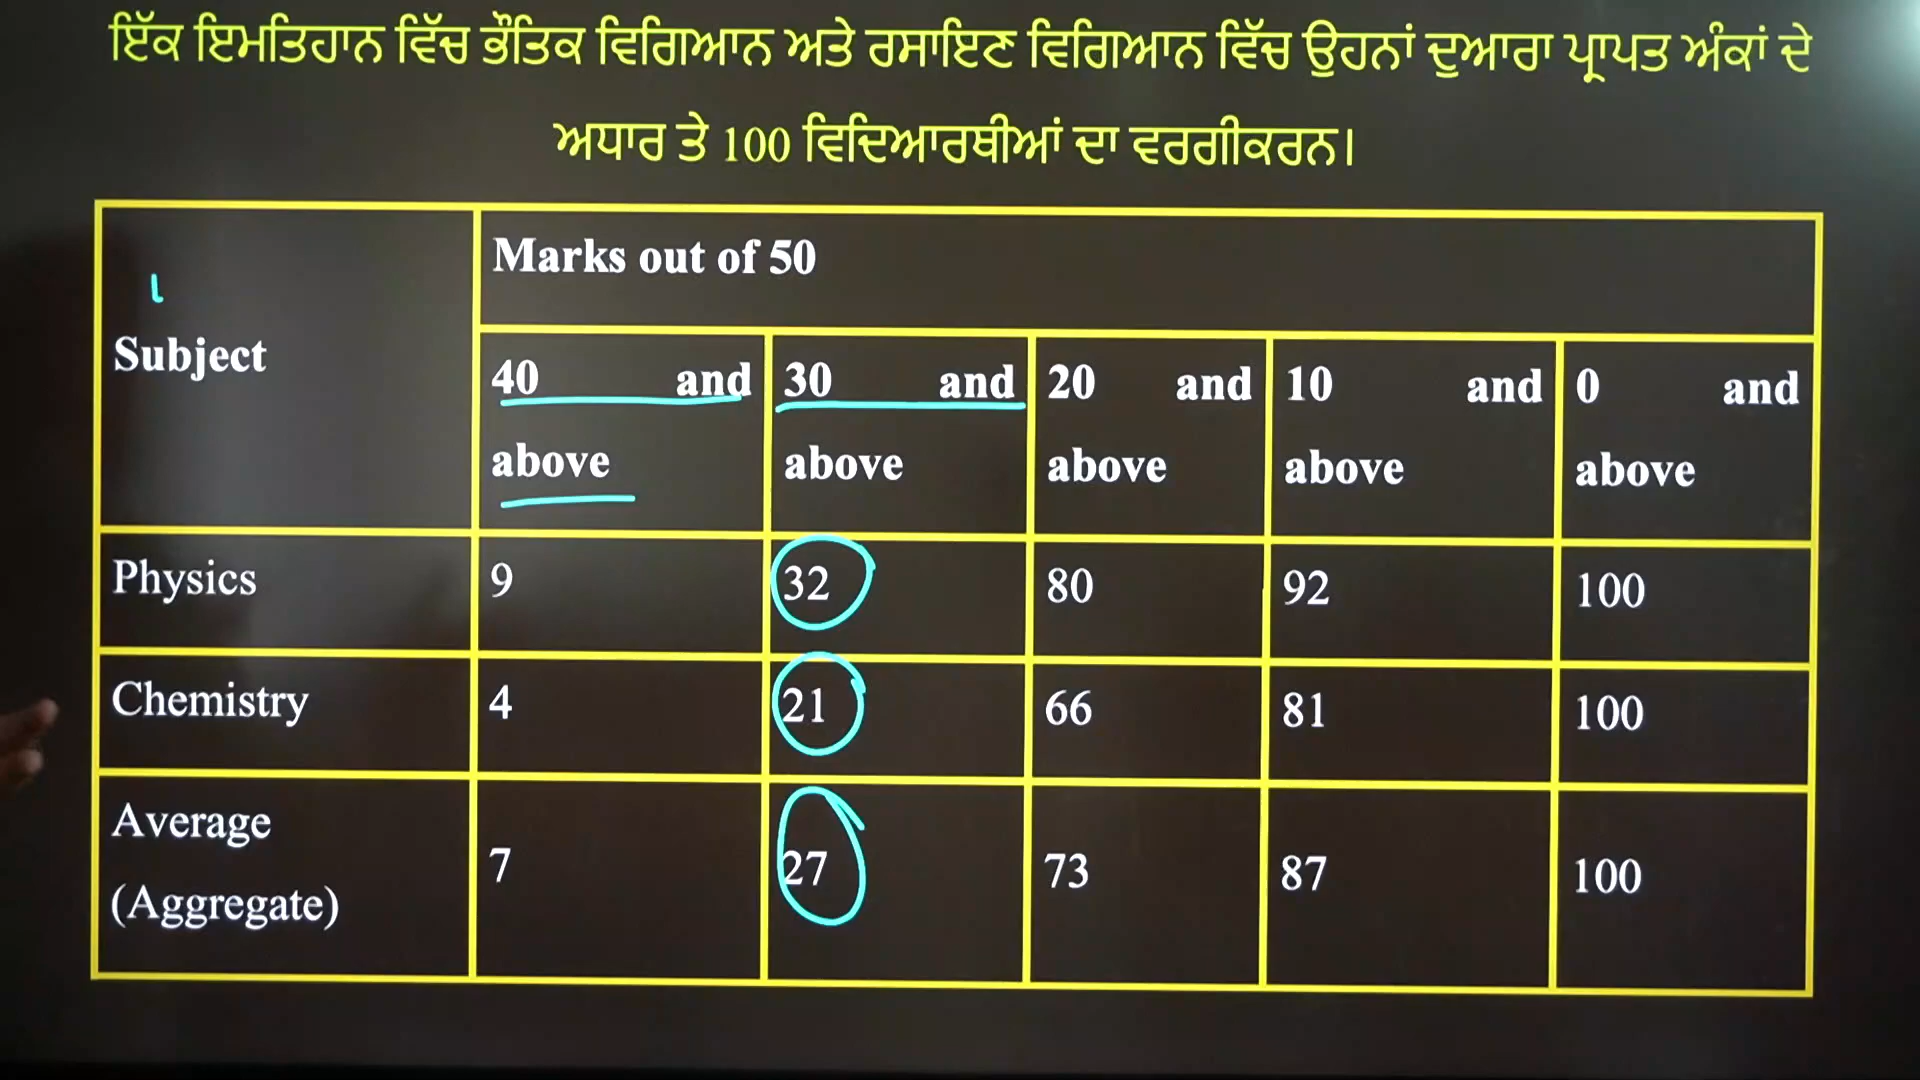 ਇੱਕ ਇਮਤਿਹਾਨ ਵਿੱਚ ਭੌਤਿਕ ਵਿਗਿਆਨ ਅਤੇ ਰਸਾਇਣ ਵਿਗਿਆਨ ਵਿੱਚ ਉਹਨਾਂ ਦੁਆਰਾ ਪ੍ਰਾਪਤ ਅੰਕਾਂ ਦੇ
ਅਧਾਰ ਤੇ 100 ਵਿਦਿਆਰਥੀਆਂ ਦਾ ਵਰਗੀਕਰਨ।
Marks out of 50
Subject
40 and above
30 and above
20 and above
10 and above
0 and above
Physics 9 32 80 92 100
Chemistry 4 21 66 81 100
Average (Aggregate) 7 27 73 87 100